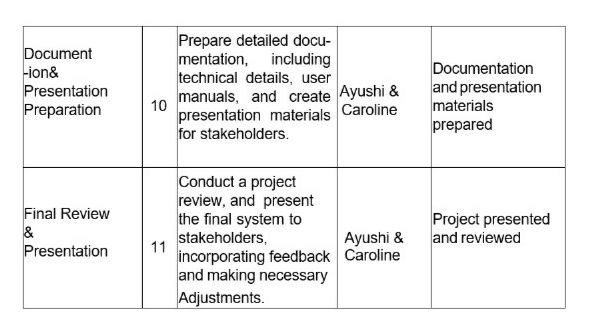 Document
-ion&
Presentation
Preparation
10
Prepare detailed docu-
mentation, including
technical details, user
manuals, and create
presentation materials
for stakeholders.
Ayushi &
Caroline
Documentation
and presentation
materials
prepared
Final Review
&
Presentation
11
Conduct a project
review, and present
the final system to
stakeholders,
incorporating feedback
and making necessary
Adjustments.
Ayushi &
Caroline
Project presented
and reviewed